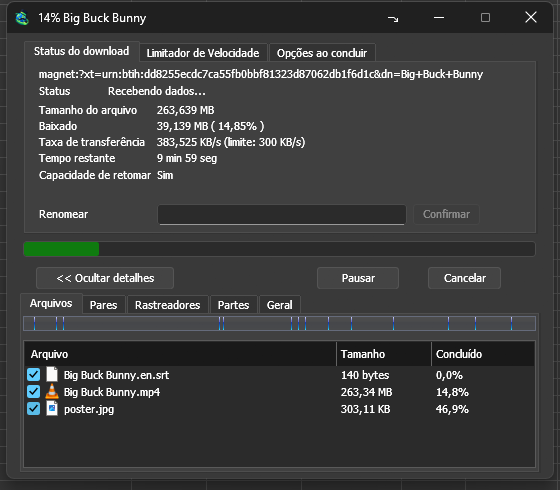 14% Big Buck Bunny
Status do download Limitador de Velocidade Opções ao concluir
magnet:?xt=urn:btih:dd8255ecdc7ca55fb0bbf81323d87062db1f6d1c&dn=Big+Buck+Bunny
Status Recebendo dados...
Tamanho do arquivo 263,639 MB
Baixado 39,139 MB ( 14,85% )
Taxa de transferência 383,525 KB/s (limite: 300 KB/s)
Tempo restante 9 min 59 seg
Capacidade de retomar Sim
Renomear Confirmar
<< Ocultar detalhes Pausar Cancelar
Arquivos Pares Rastreadores Partes Geral
Arquivo Tamanho Concluído
Big Buck Bunny.en.srt 140 bytes 0,0%
Big Buck Bunny.mp4 263,34 MB 14,8%
poster.jpg 303,11 KB 46,9%